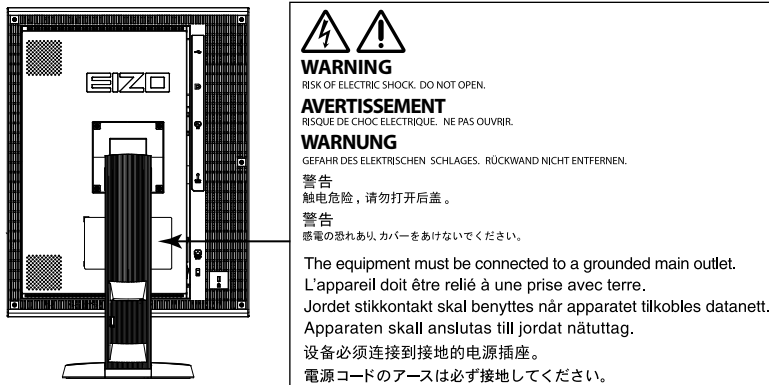 EIZO
WARNING
RISK OF ELECTRIC SHOCK. DO NOT OPEN.
AVERTISSEMENT
RISQUE DE CHOC ELECTRIQUE. NE PAS OUVRIR.
WARNUNG
GEFAHR DES ELEKTRISCHEN SCHLAGES. RÜCKWAND NICHT ENTFERNEN.
警告
触电危险，请勿打开后盖。
警告
感電の恐れあり、カバーをあけないでください。
The equipment must be connected to a grounded main outlet.
L'appareil doit être relié à une prise avec terre.
Jordet stikkontakt skal benyttes når apparatet tilkobles datanett.
Apparaten skall anslutas till jordat nätuttag.
设备必须连接到接地的电源插座。
電源コードのアースは必ず接地してください。